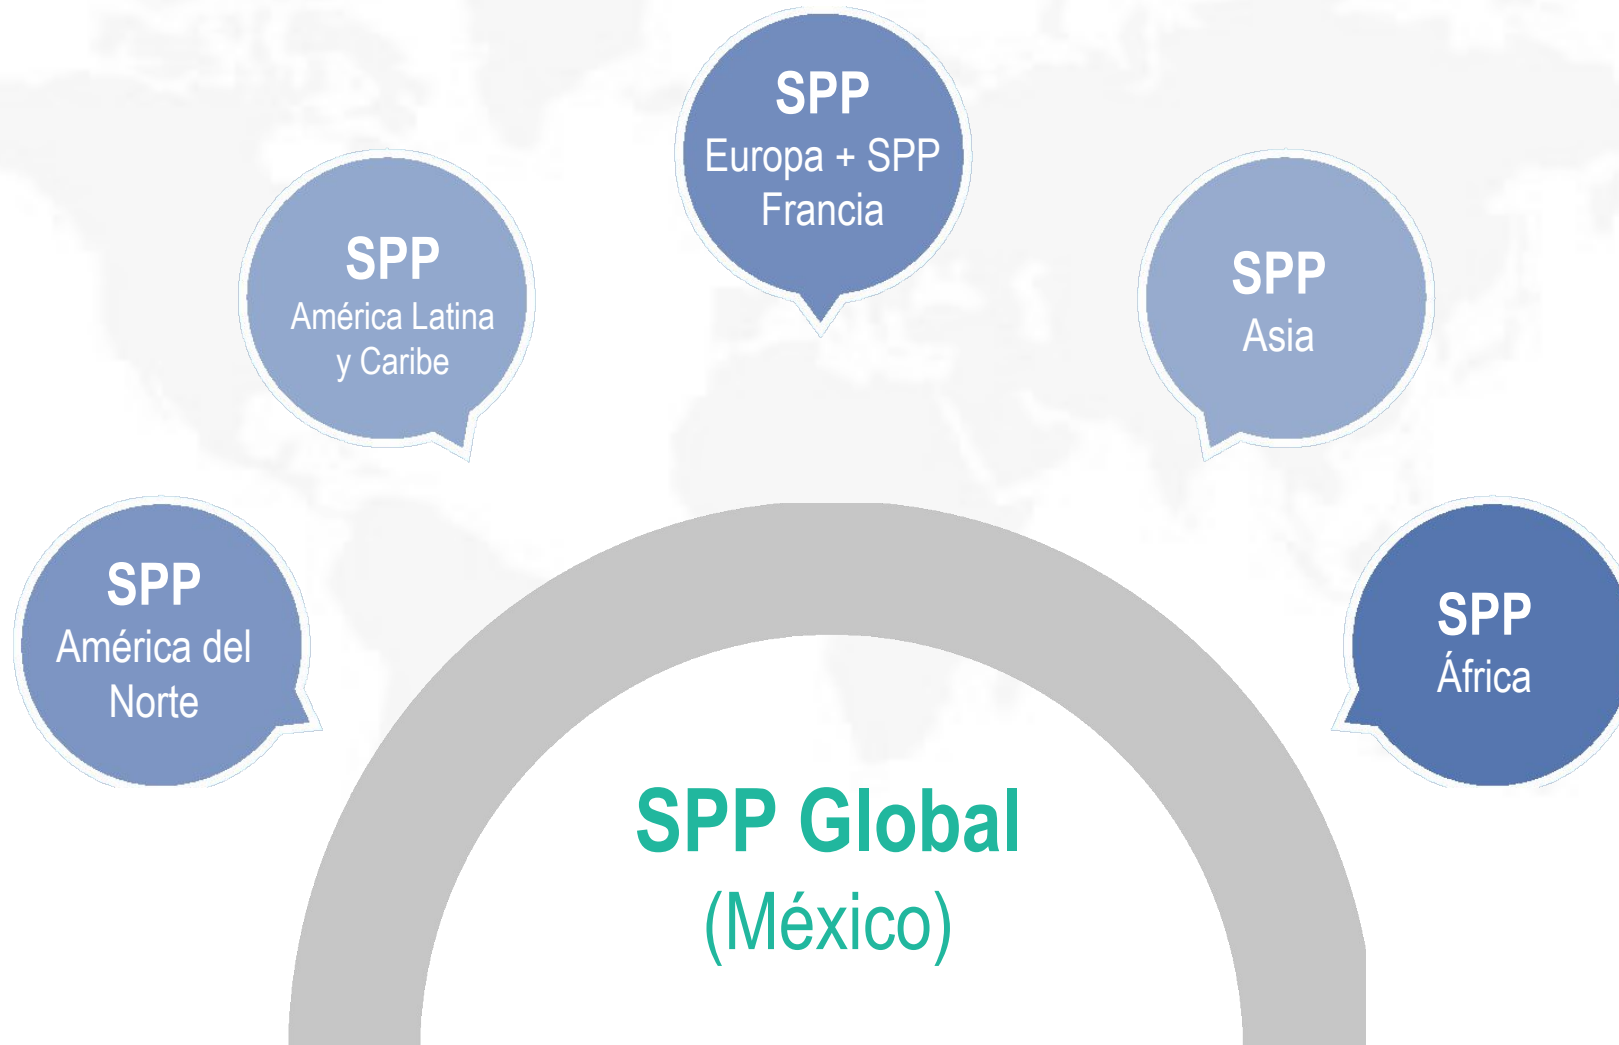 SPP
Europa + SPP
Francia
SPP
América Latina
y Caribe
SPP
Asia
SPP
América del
Norte
SPP
África
SPP Global
(México)